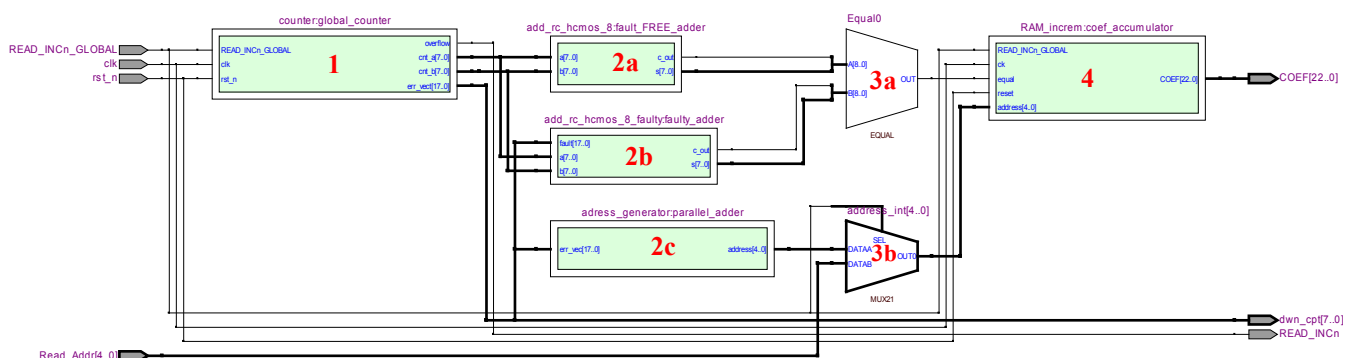 counter:global_counter
READ_INCn_GLOBAL
clk
rst_n
READ_INCn_GLOBAL
clk
rst_n
1
overflow
cnt_a[7..0]
cnt_b[7..0]
err_vect[17..0]
add_rc_hcmos_8:fault_FREE_adder
a[7..0]
b[7..0]
2a
c_out
s[7..0]
add_rc_hcmos_8_faulty:faulty_adder
fault[17..0]
a[7..0]
b[7..0]
2b
c_out
s[7..0]
adress_generator:parallel_adder
err_vec[17..0]
2c
address[4..0]
Equal0
A[8..0]
B[8..0]
3a
OUT
EQUAL
address_int[4..0]
SEL
DATAA
DATAB
3b
OUT0
MUX21
RAM_increm:coef_accumulator
READ_INCn_GLOBAL
ck
equal
reset
address[4..0]
4
COEF[22..0]
COEF[22..0]
dwn_cpt[7..0]
READ_INCn
Read_Addr[4..0]